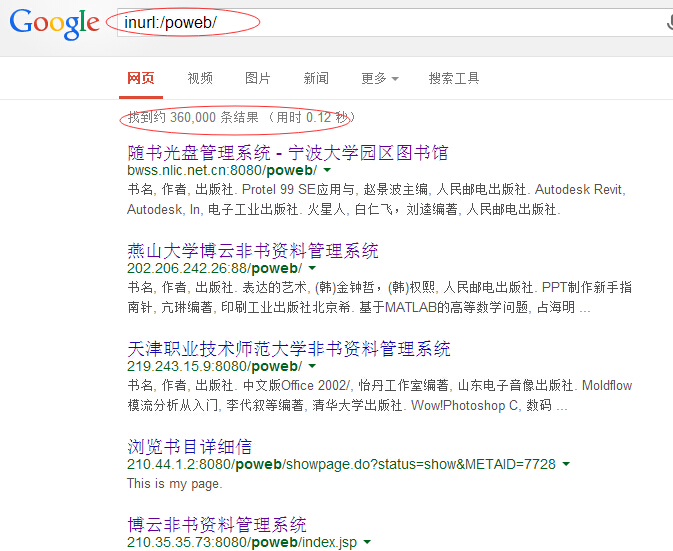 Google inurl:/poweb/
网页 视频 图片 新闻 更多 搜索工具
找到约 360,000 条结果 （用时 0.12 秒）
随书光盘管理系统 - 宁波大学园区图书馆
bwss.nlic.net.cn:8080/poweb/
书名, 作者, 出版社. Protel 99 SE应用与, 赵景波主编, 人民邮电出版社. Autodesk Revit,
Autodesk, In, 电子工业出版社. 火星人, 白仁飞，刘逵编著, 人民邮电出版社.
燕山大学博云非书资料管理系统
202.206.242.26:88/poweb/
书名, 作者, 出版社. 表达的艺术, (韩)金钟哲，(韩)权熙, 人民邮电出版社. PPT制作新手指
南针, 亢琳编著, 印刷工业出版社北京希. 基于MATLAB的高等数学问题, 占海明 ...
天津职业技术师范大学非书资料管理系统
219.243.15.9:8080/poweb/
书名, 作者, 出版社. 中文版Office 2002/, 怡丹工作室编著, 山东电子音像出版社. Moldflow
模流分析从入门, 李代叙等编著, 清华大学出版社. Wow!Photoshop C, 数码 ...
浏览书目详细信
210.44.1.2:8080/poweb/showpage.do?status=show&METAID=7728
This is my page.
博云非书资料管理系统
210.35.35.73:8080/poweb/index.jsp